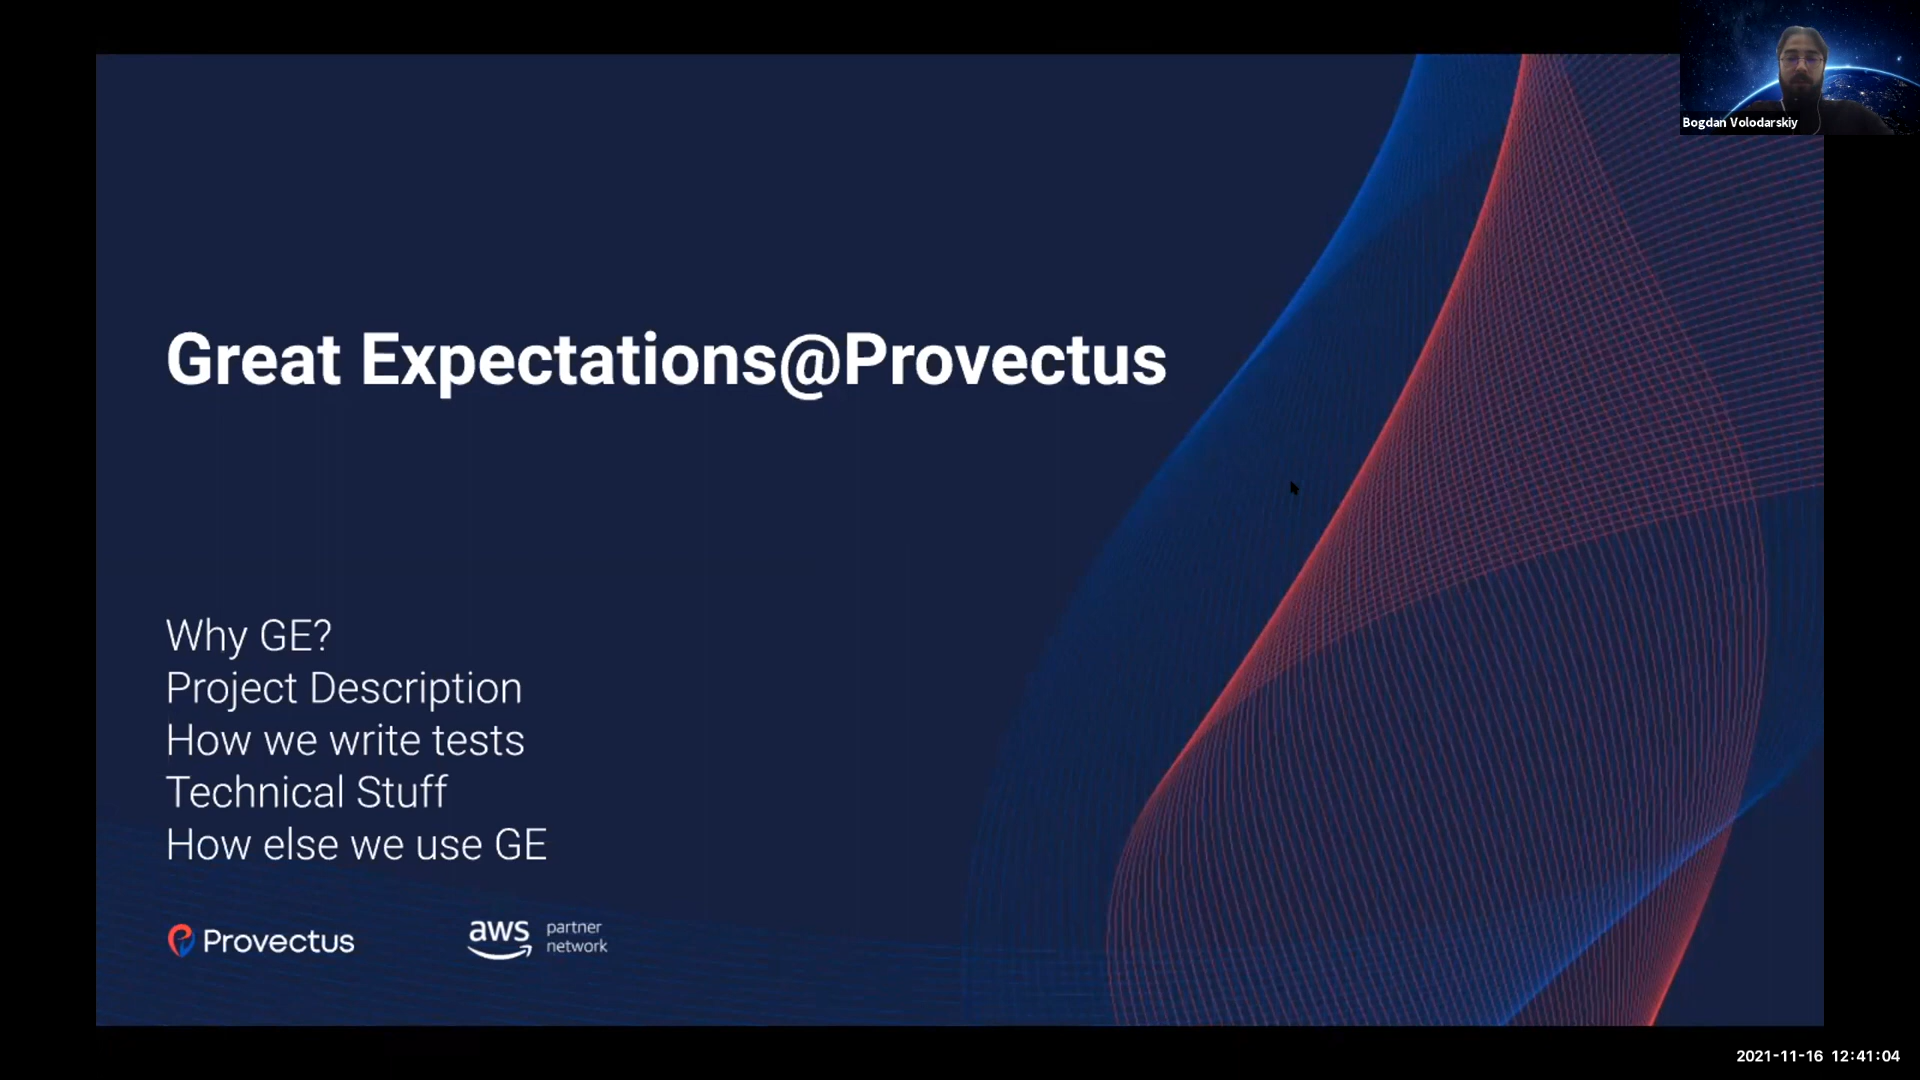 Bogdan Volodarskiy
Great Expectations@Provectus
Why GE?
Project Description
How we write tests
Technical Stuff
How else we use GE
Provectus
aws partner network
2021-11-16 12:41:04